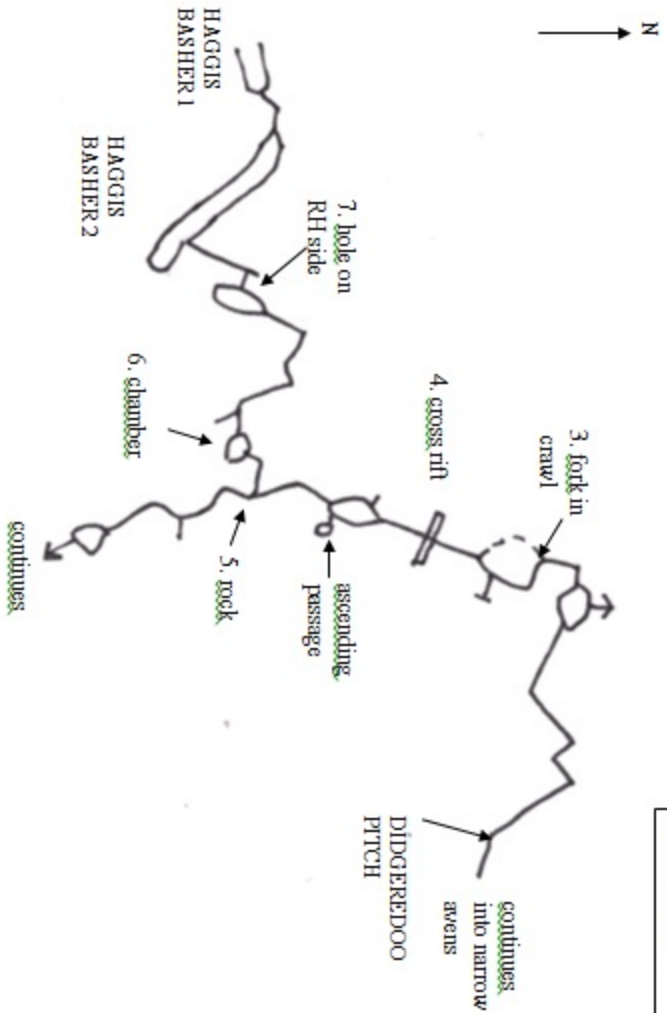 N
HAGGIS
BASHER 1
HAGGIS
BASHER 2
7. hole on
RH side
6. chamber
4. cross rift
3. fork in
crawl
5. rock
ascending
passage
continues
DIDGEREDOO
PITCH
continues
into narrow
avens